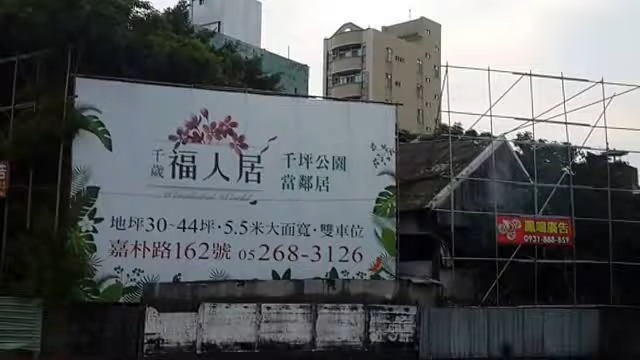 千歲
福人居
千坪公園
當鄰居
地坪30~44坪·5.5米大面寬·雙車位
嘉朴路162號 05 268-3126
鳳鳴廣告
0931-888-859